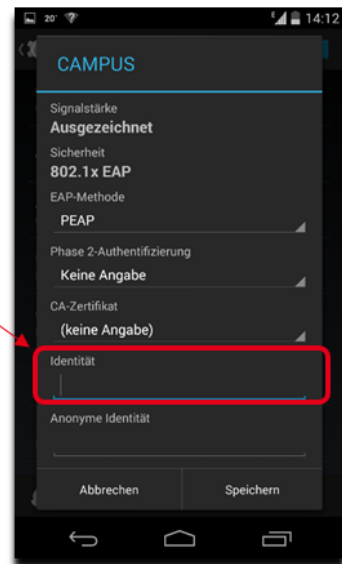 20° 14:12
CAMPUS
Signalstärke
Ausgezeichnet
Sicherheit
802.1x EAP
EAP-Methode
PEAP
Phase 2-Authentifizierung
Keine Angabe
CA-Zertifikat
(keine Angabe)
Identität
Anonyme Identität
Abbrechen Speichern